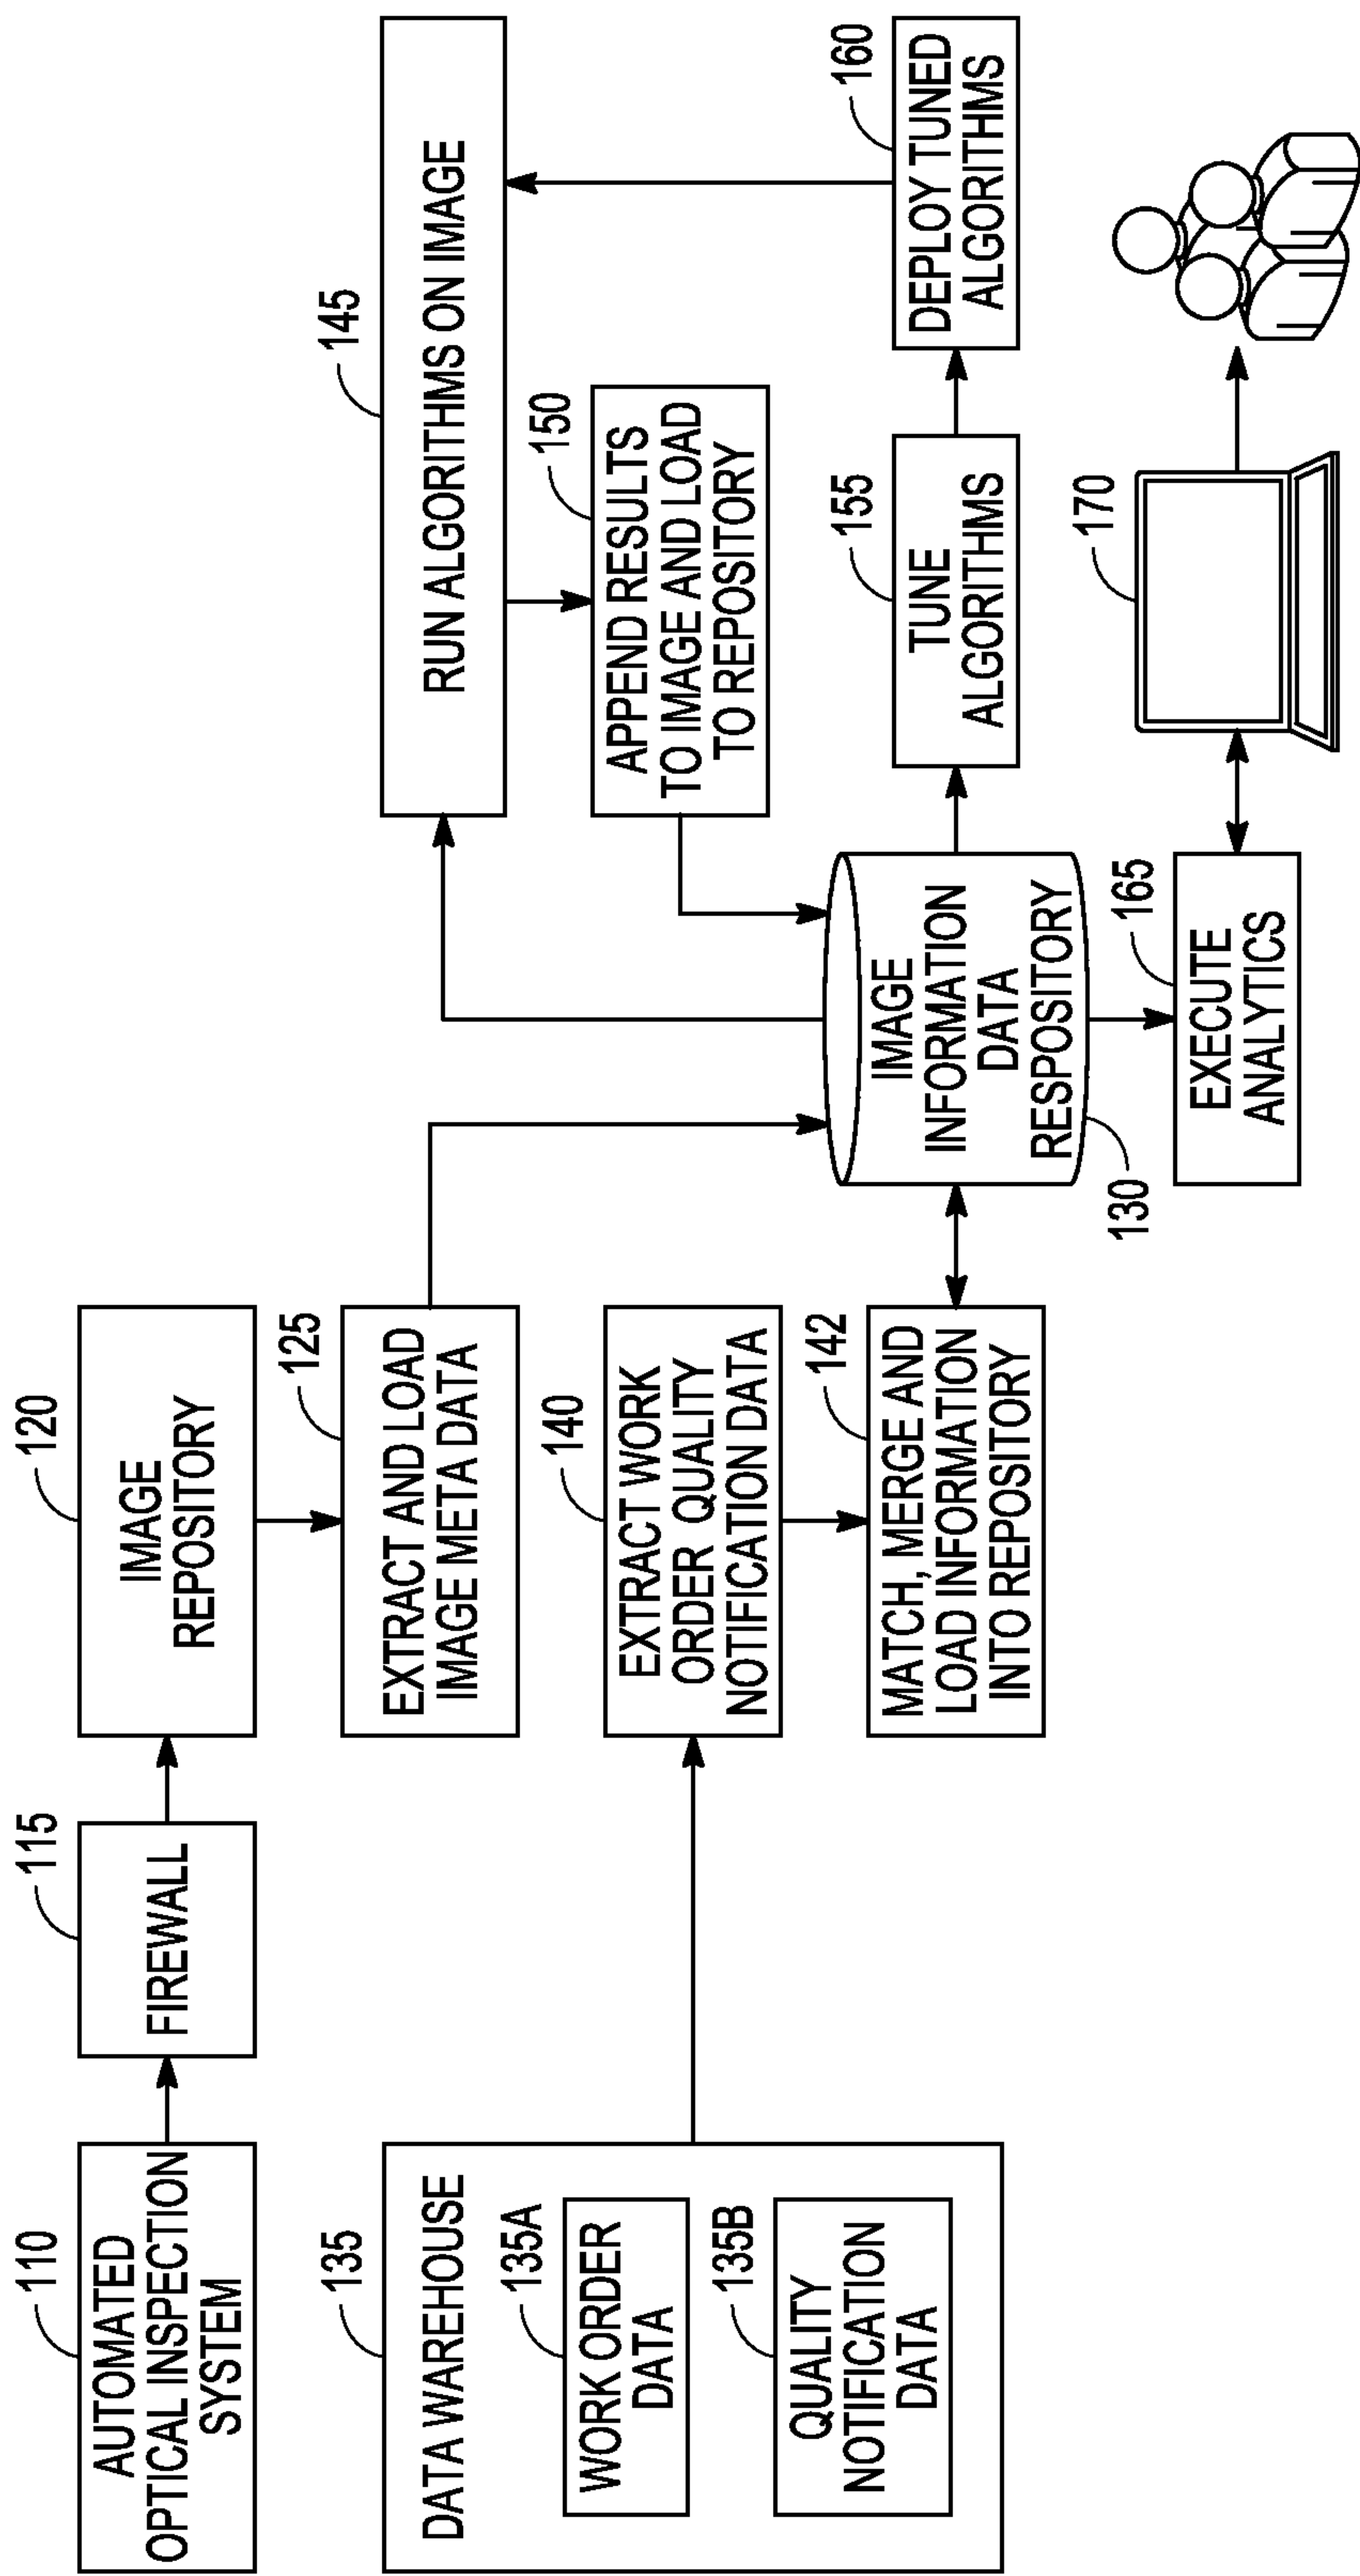 110
AUTOMATED
OPTICAL INSPECTION
SYSTEM
115
FIREWALL
120
IMAGE
REPOSITORY
125
EXTRACT AND LOAD
IMAGE META DATA
135
DATA WAREHOUSE
135A
WORK ORDER
DATA
135B
QUALITY
NOTIFICATION
DATA
140
EXTRACT WORK
ORDER QUALITY
NOTIFICATION DATA
142
MATCH, MERGE AND
LOAD INFORMATION
INTO REPOSITORY
IMAGE
INFORMATION
DATA
RESPOSITORY
130
145
RUN ALGORITHMS ON IMAGE
150
APPEND RESULTS
TO IMAGE AND LOAD
TO REPOSITORY
155
TUNE
ALGORITHMS
160
DEPLOY TUNED
ALGORITHMS
165
EXECUTE
ANALYTICS
170